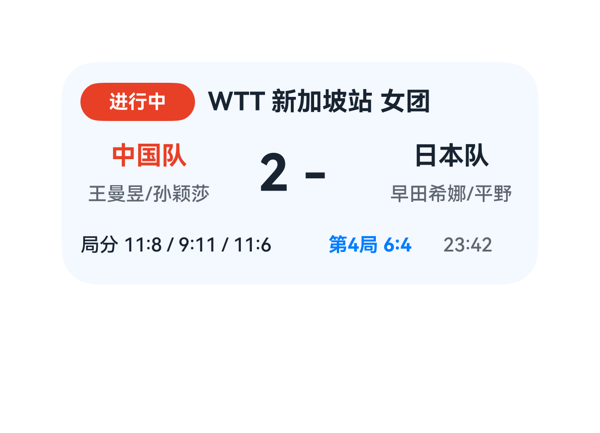 进行中 WTT 新加坡站 女团
中国队 2 – 日本队
王曼昱/孙颖莎 早田希娜/平野
局分 11:8 / 9:11 / 11:6 第4局 6:4 23:42